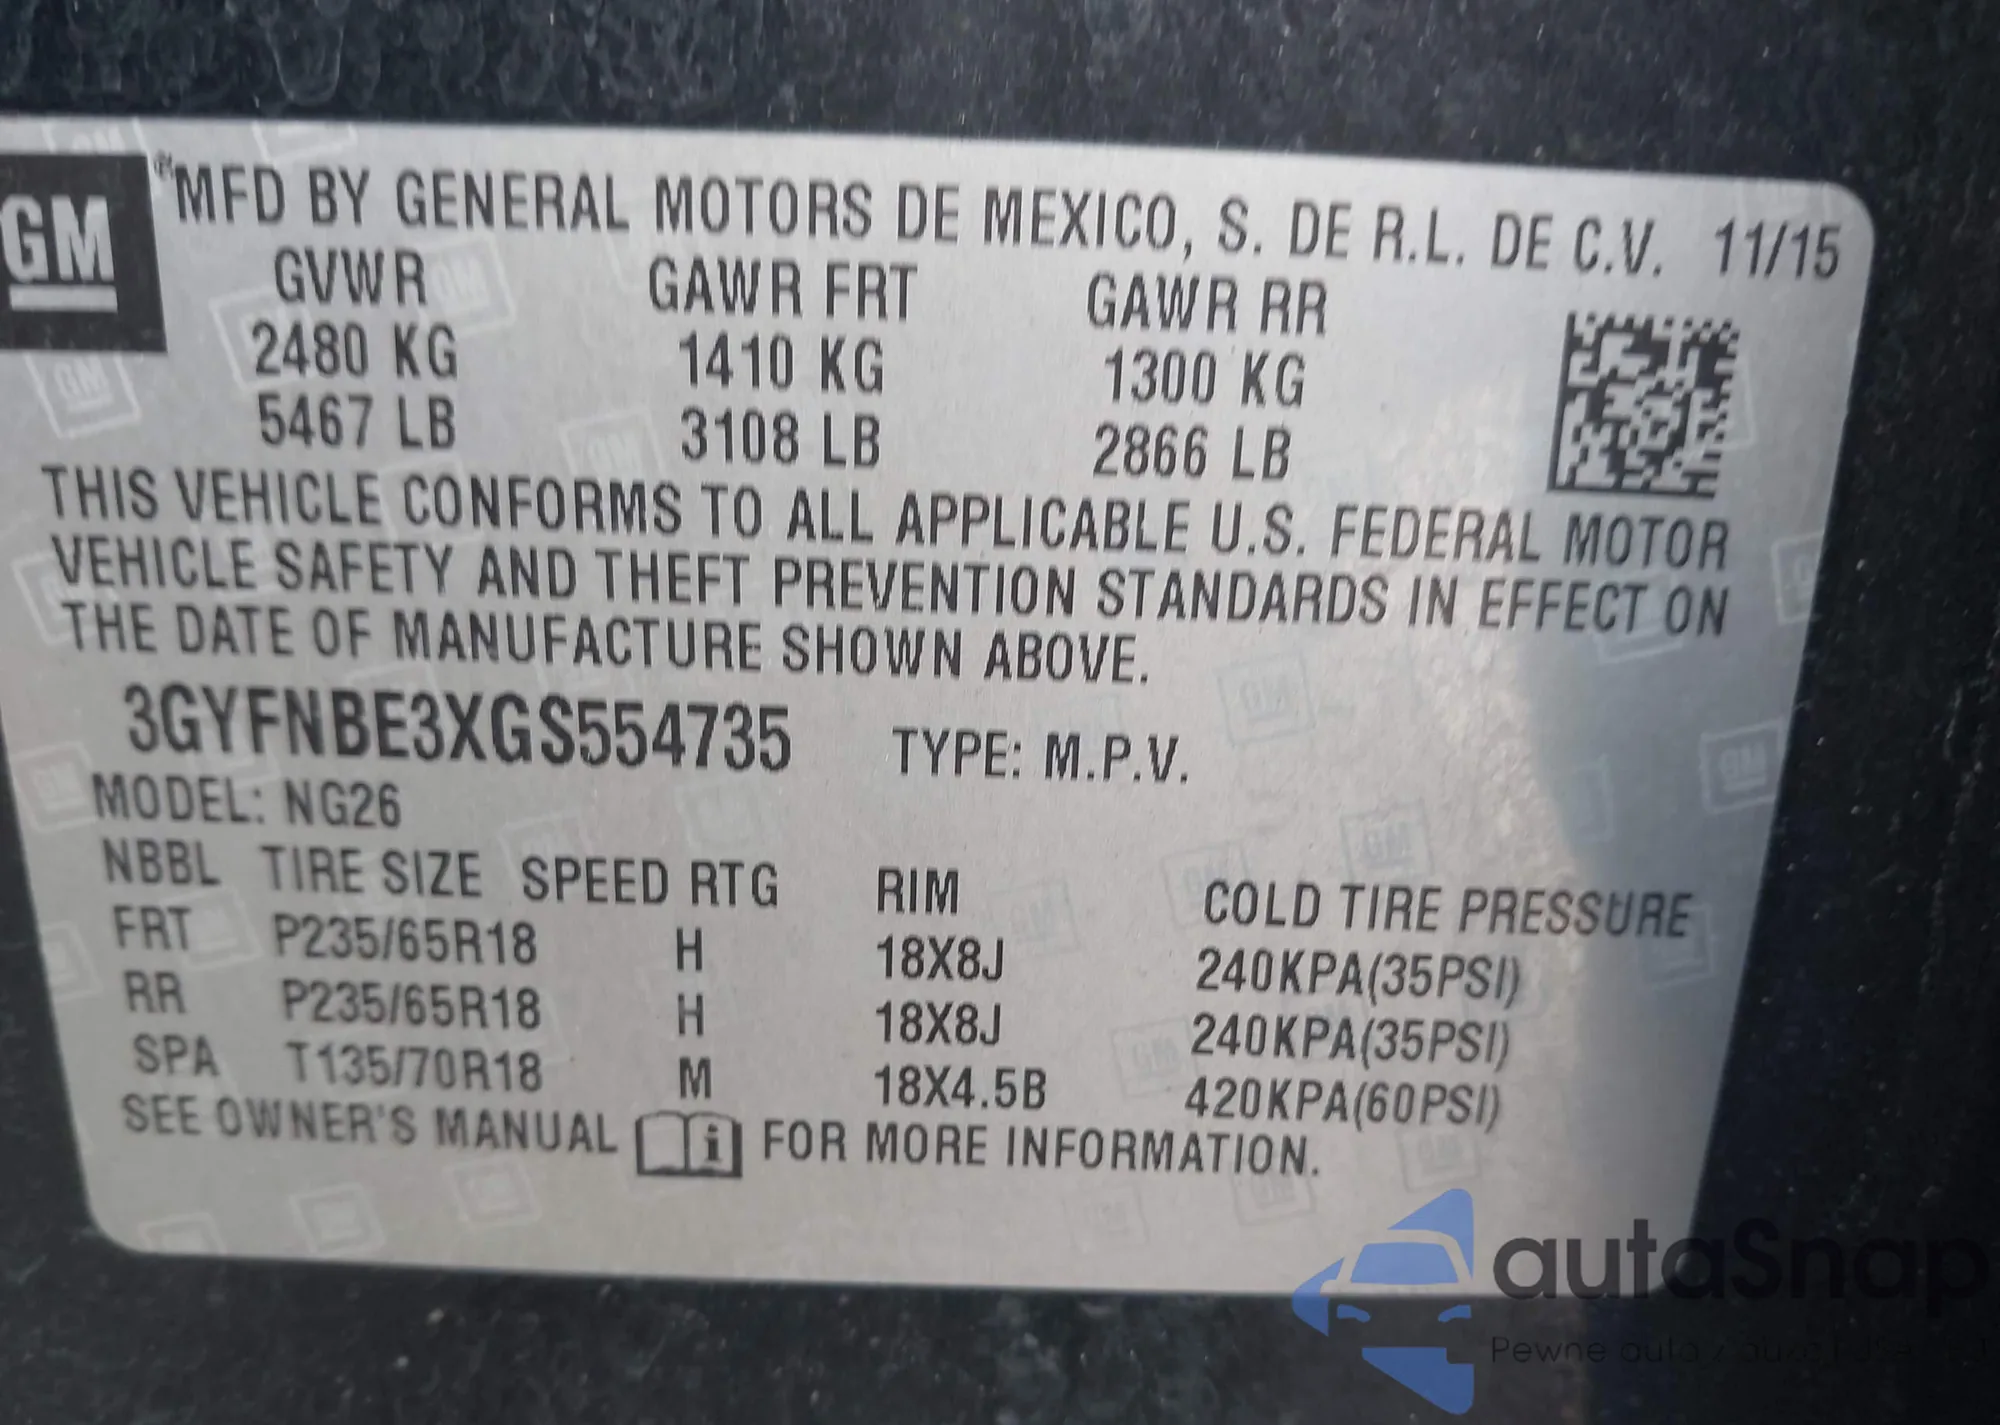 GM
MFD BY GENERAL MOTORS DE MEXICO, S. DE R.L. DE C.V. 11/15
GVWR GAWR FRT GAWR RR
2480 KG 1410 KG 1300 KG
5467 LB 3108 LB 2866 LB
THIS VEHICLE CONFORMS TO ALL APPLICABLE U.S. FEDERAL MOTOR
VEHICLE SAFETY AND THEFT PREVENTION STANDARDS IN EFFECT ON
THE DATE OF MANUFACTURE SHOWN ABOVE.
3GYFNBE3XGS554735 TYPE: M.P.V.
MODEL: NG26
NBBL TIRE SIZE SPEED RTG RIM COLD TIRE PRESSURE
FRT P235/65R18 H 18X8J 240KPA(35PSI)
RR P235/65R18 H 18X8J 240KPA(35PSI)
SPA T135/70R18 M 18X4.5B 420KPA(60PSI)
SEE OWNER'S MANUAL i FOR MORE INFORMATION.
autaSnap
Pewne auto z